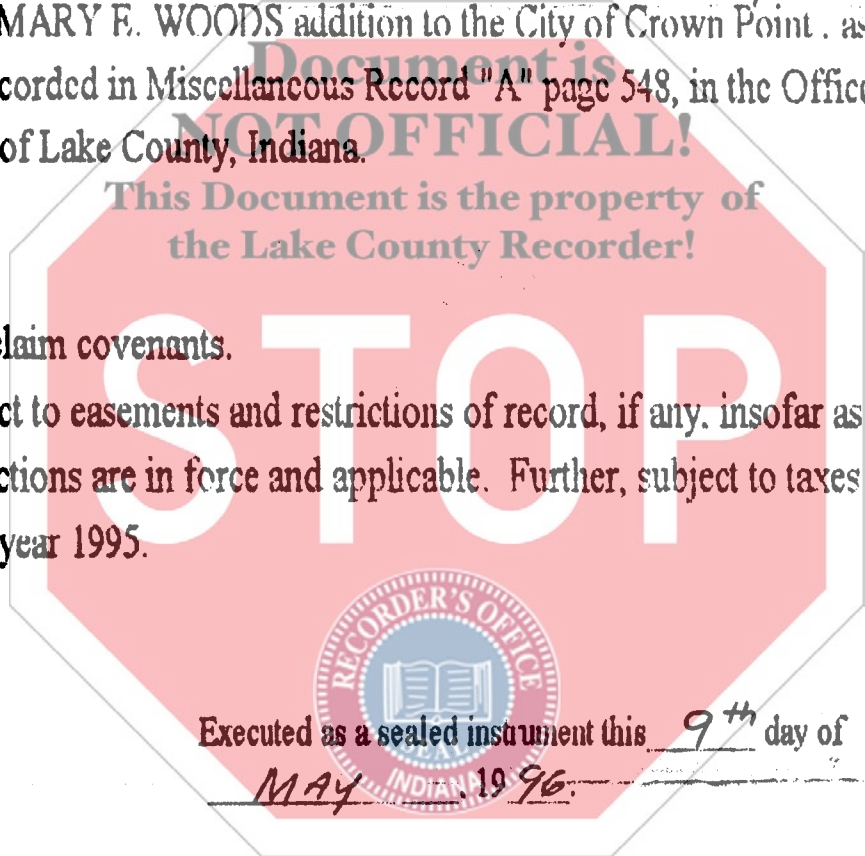 MARY E. WOODS addition to the City of Crown Point, as
corded in Miscellaneous Record "A" page 548, in the Office
of Lake County, Indiana.
Document is
NOT OFFICIAL!
This Document is the property of
the Lake County Recorder!
STOP
claim covenants.
ct to easements and restrictions of record, if any, insofar as
ctions are in force and applicable. Further, subject to taxes
year 1995.
RECORDER'S OFFICE
SEAL
INDIANA
Executed as a sealed instrument this 9th day of
MAY, 1996.